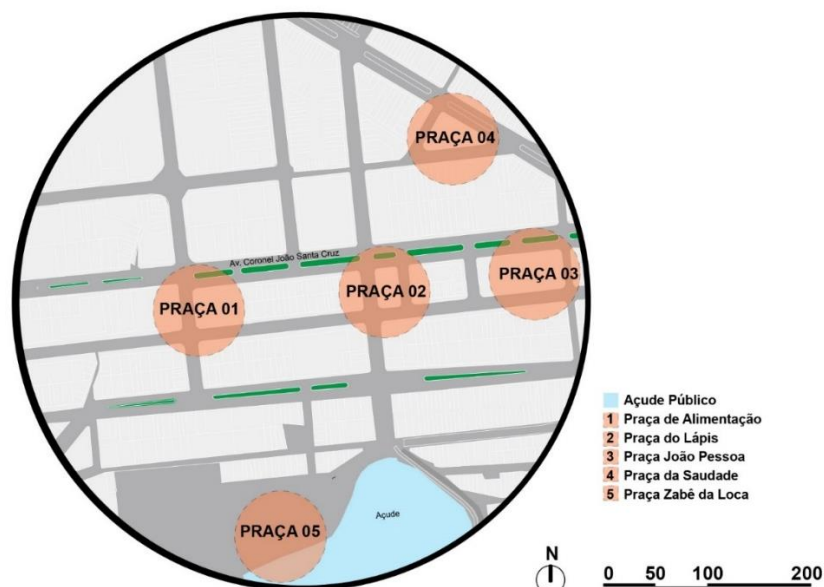 PRAÇA 04
Av. Coronel João Santa Cruz
PRAÇA 03
PRAÇA 02
PRAÇA 01
Açude
PRAÇA 05
Açude Público
1 Praça de Alimentação
2 Praça do Lápis
3 Praça João Pessoa
4 Praça da Saudade
5 Praça Zabê da Loca
N
0 50 100 200